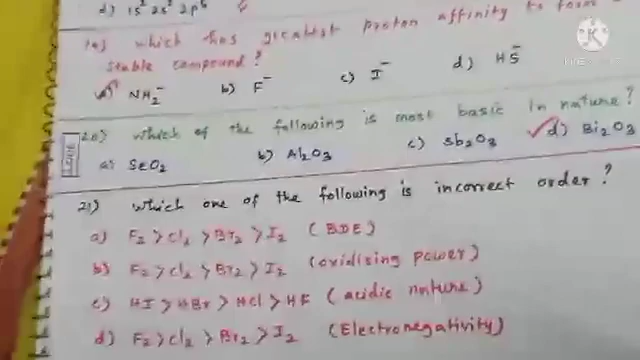 d) 1s² 2s² 2p⁶
19) which has greatest proton affinity to form
stable compound?
a) NH₂⁻ b) F⁻ c) I⁻ d) HS⁻
20) which of the following is most basic in nature?
a) SeO₂ b) Al₂O₃ c) Sb₂O₃ d) Bi₂O₃
21) which one of the following is incorrect order?
a) F₂ > Cl₂ > Br₂ > I₂ (BDE)
b) F₂ > Cl₂ > Br₂ > I₂ (oxidising power)
c) HI > HBr > HCl > HF (acidic nature)
d) F₂ > Cl₂ > Br₂ > I₂ (Electronegativity)